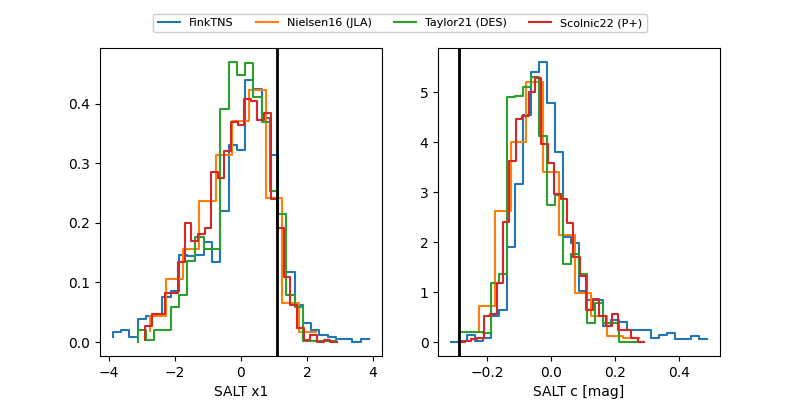 FinkTNS Nielsen16 (JLA) Taylor21 (DES) Scolnic22 (P+)
0.4
0.3
0.2
0.1
0.0
−4 −2 0 2 4
SALT x1
5
4
3
2
1
0
−0.2 0.0 0.2 0.4
SALT c [mag]